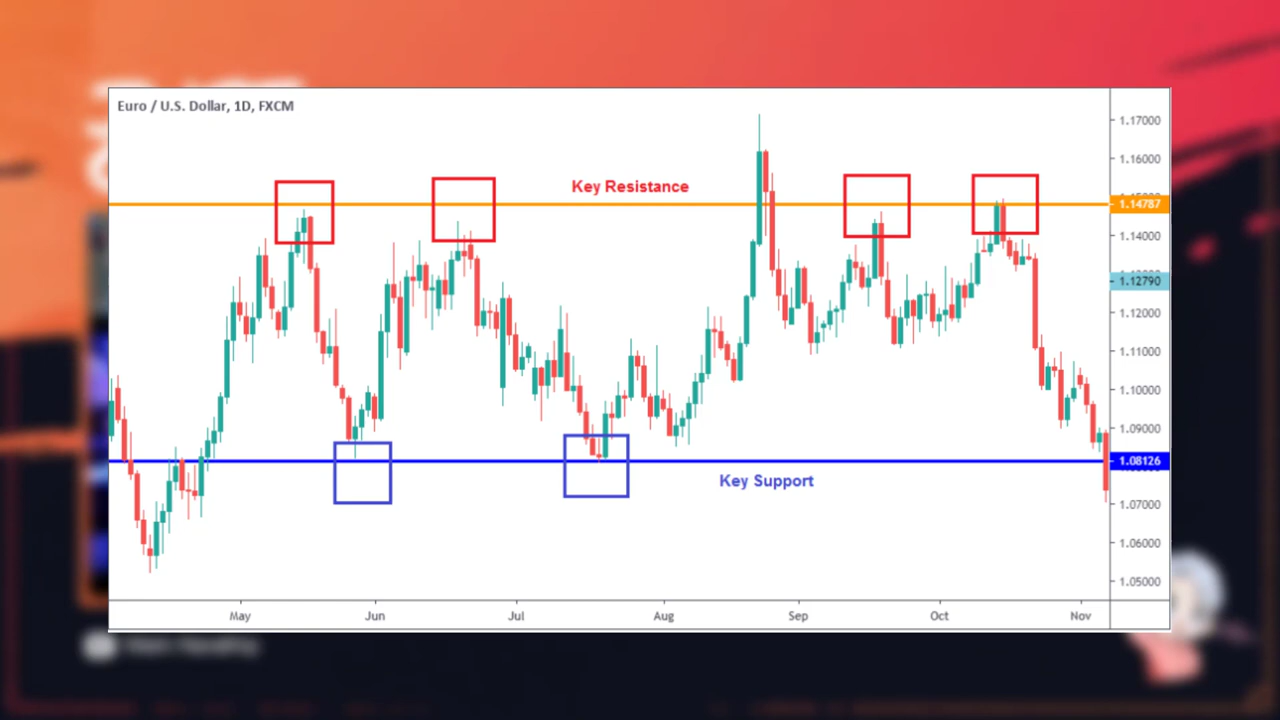 Euro / U.S. Dollar, 1D, FXCM
Key Resistance
Key Support
1.17000
1.16000
1.14787
1.14000
1.12790
1.12000
1.11000
1.10000
1.09000
1.08126
1.07000
1.06000
1.05000
May
Jun
Jul
Aug
Sep
Oct
Nov